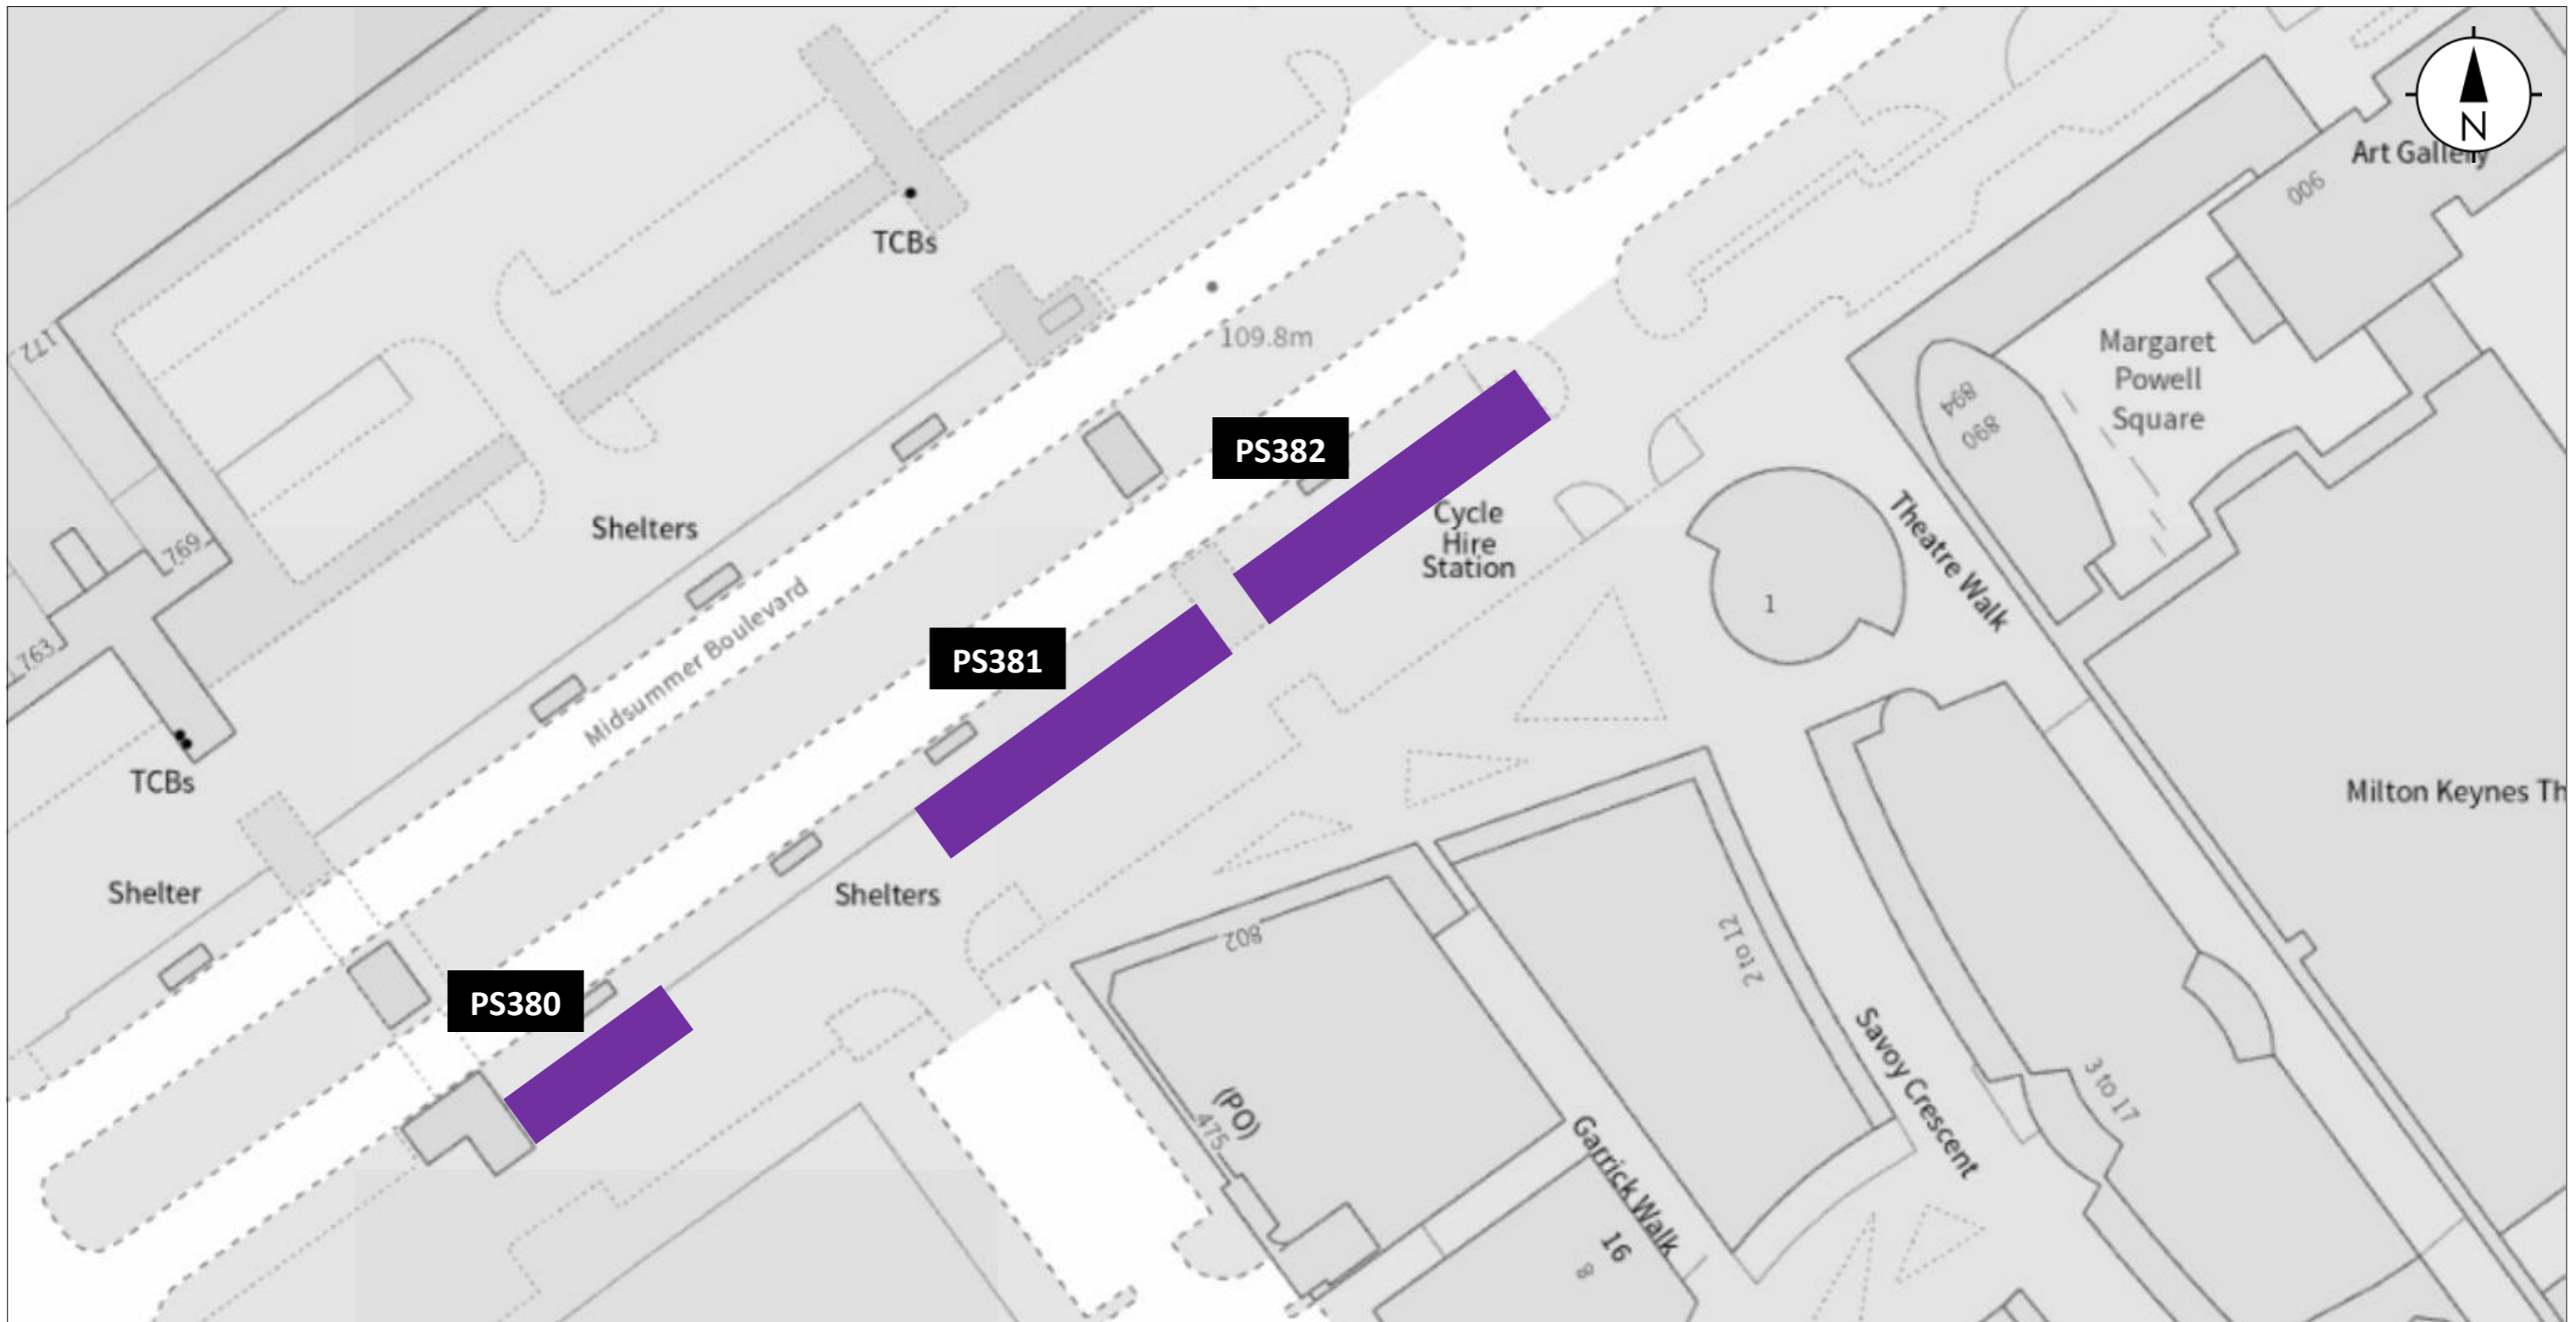 N
Art Gallery
900
TCBs
172
109.8m
Margaret
Powell
Square
894
890
PS382
Shelters
Cycle
Hire
Station
Theatre Walk
769
1
763
Midsummer Boulevard
PS381
TCBs
Milton Keynes Th
Shelter
Shelters
802
2 to 12
PS380
Savoy Crescent
3 to 17
(PO)
475
Garrick Walk
16
8